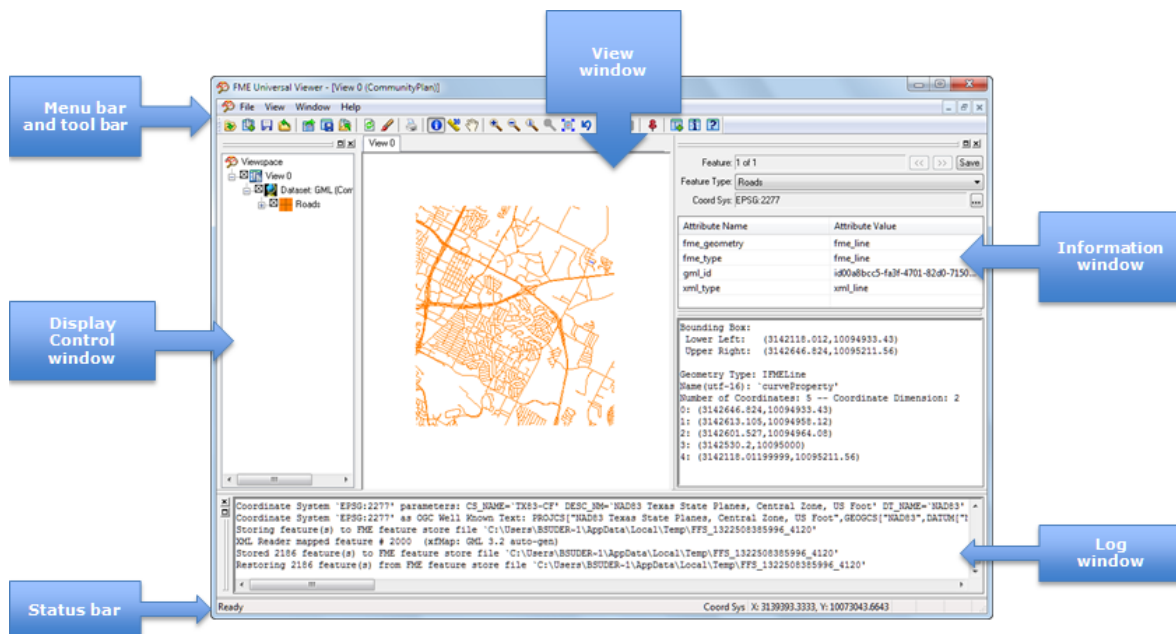 View
window
Menu bar
and tool bar
Display
Control
window
Information
window
Log
window
Status bar
FME Universal Viewer - [View 0 (CommunityPlan)]
File View Window Help
View 0
Viewspace
View 0
Dataset: GML (Com
Roads
Feature: 1 of 1 << >> Save
Feature Type: Roads
Coord Sys: EPSG:2277 ...
Attribute Name Attribute Value
fme_geometry fme_line
fme_type fme_line
gml_id id00a8bcc5-fa3f-4701-82d0-7150...
xml_type xml_line
Bounding Box:
Lower Left: (3142118.012,10094933.43)
Upper Right: (3142646.824,10095211.56)
Geometry Type: IFMELine
Name(utf-16): `curveProperty'
Number of Coordinates: 5 -- Coordinate Dimension: 2
0: (3142646.824,10094933.43)
1: (3142613.105,10094958.12)
2: (3142601.527,10094964.08)
3: (3142530.2,10095000)
4: (3142118.01199999,10095211.56)
Coordinate System `EPSG:2277' parameters: CS_NAME=`TX83-CF' DESC_NM=`NAD83 Texas State Planes, Central Zone, US Foot' DT_NAME=`NAD83'
Coordinate System `EPSG:2277' as OGC Well Known Text: PROJCS["NAD83 Texas State Planes, Central Zone, US Foot",GEOGCS["NAD83",DATUM["
Storing feature(s) to FME feature store file `C:\Users\BSUDER~1\AppData\Local\Temp\FFS_1322508385996_4120'
XML Reader mapped feature # 2000 (xfMap: GML 3.2 auto-gen)
Stored 2186 feature(s) to FME feature store file `C:\Users\BSUDER~1\AppData\Local\Temp\FFS_1322508385996_4120'
Restoring 2186 feature(s) from FME feature store file `C:\Users\BSUDER~1\AppData\Local\Temp\FFS_1322508385996_4120'
Ready Coord Sys X: 3139393.3333, Y: 10073043.6643